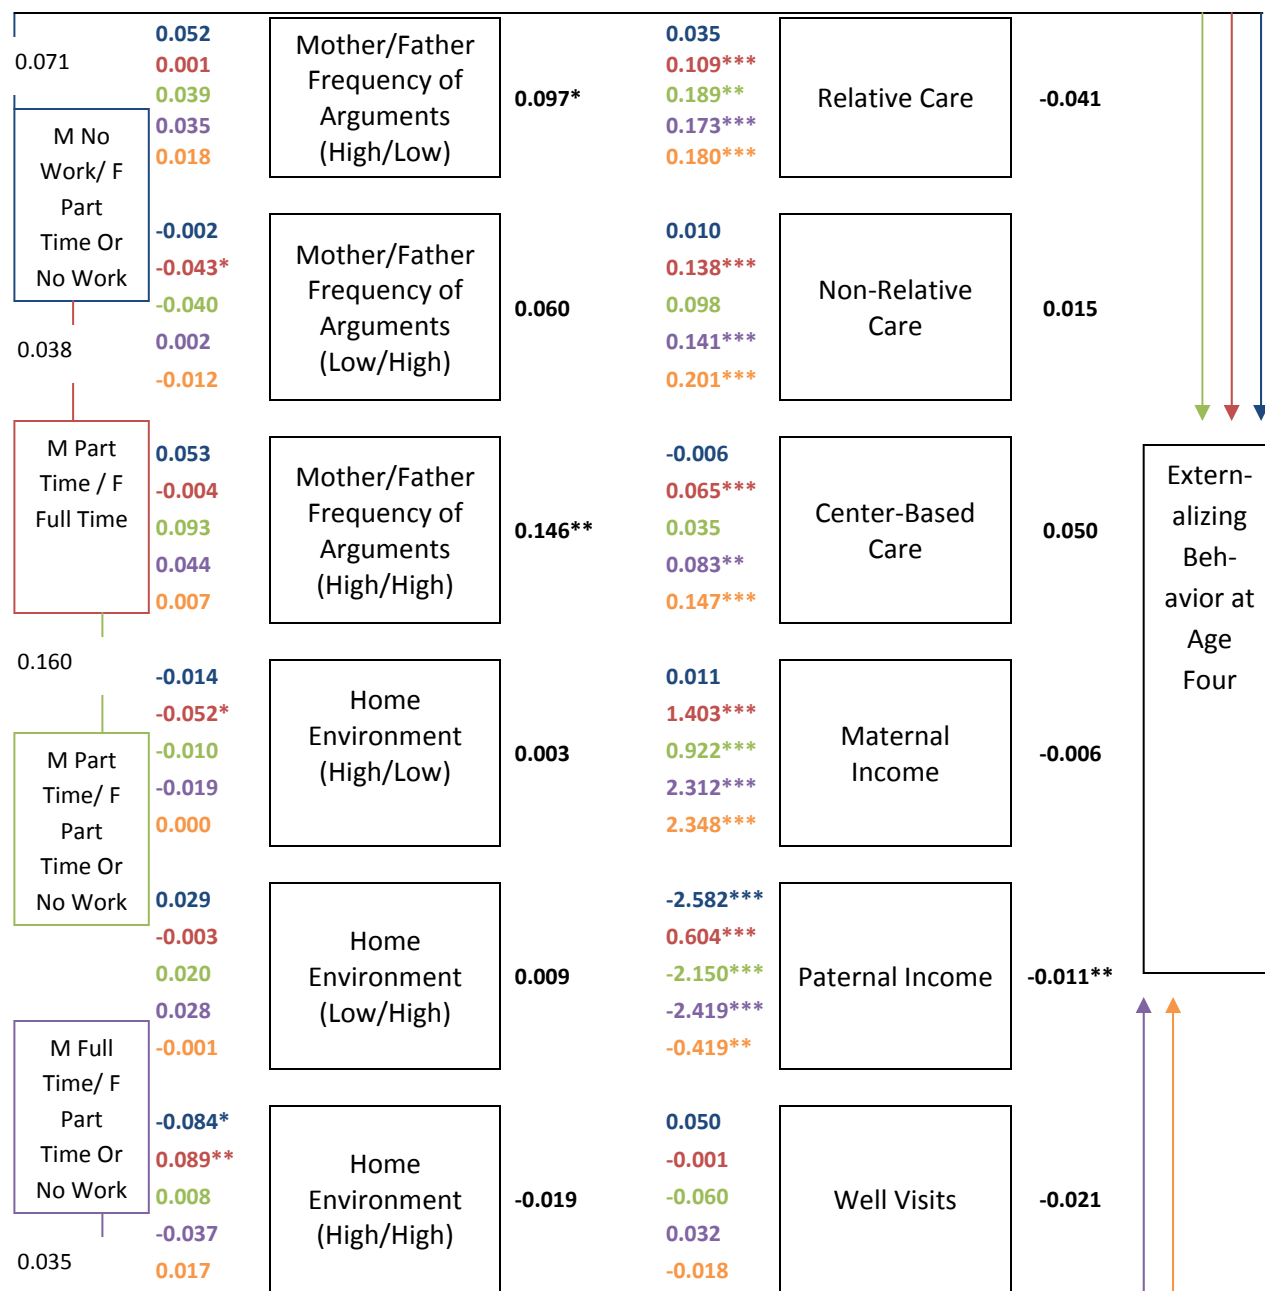 0.071
M No
Work/ F
Part
Time Or
No Work
0.038
M Part
Time / F
Full Time
0.160
M Part
Time/ F
Part
Time Or
No Work
M Full
Time/ F
Part
Time Or
No Work
0.035
0.052
0.001
0.039
0.035
0.018
Mother/Father
Frequency of
Arguments
(High/Low)
0.097*
-0.002
-0.043*
-0.040
0.002
-0.012
Mother/Father
Frequency of
Arguments
(Low/High)
0.060
0.053
-0.004
0.093
0.044
0.007
Mother/Father
Frequency of
Arguments
(High/High)
0.146**
-0.014
-0.052*
-0.010
-0.019
0.000
Home
Environment
(High/Low)
0.003
0.029
-0.003
0.020
0.028
-0.001
Home
Environment
(Low/High)
0.009
-0.084*
0.089**
0.008
-0.037
0.017
Home
Environment
(High/High)
-0.019
0.035
0.109***
0.189**
0.173***
0.180***
Relative Care
-0.041
0.010
0.138***
0.098
0.141***
0.201***
Non-Relative
Care
0.015
-0.006
0.065***
0.035
0.083**
0.147***
Center-Based
Care
0.050
0.011
1.403***
0.922***
2.312***
2.348***
Maternal
Income
-0.006
-2.582***
0.604***
-2.150***
-2.419***
-0.419**
Paternal Income
-0.011**
0.050
-0.001
-0.060
0.032
-0.018
Well Visits
-0.021
Extern-
alizing
Beh-
avior at
Age
Four